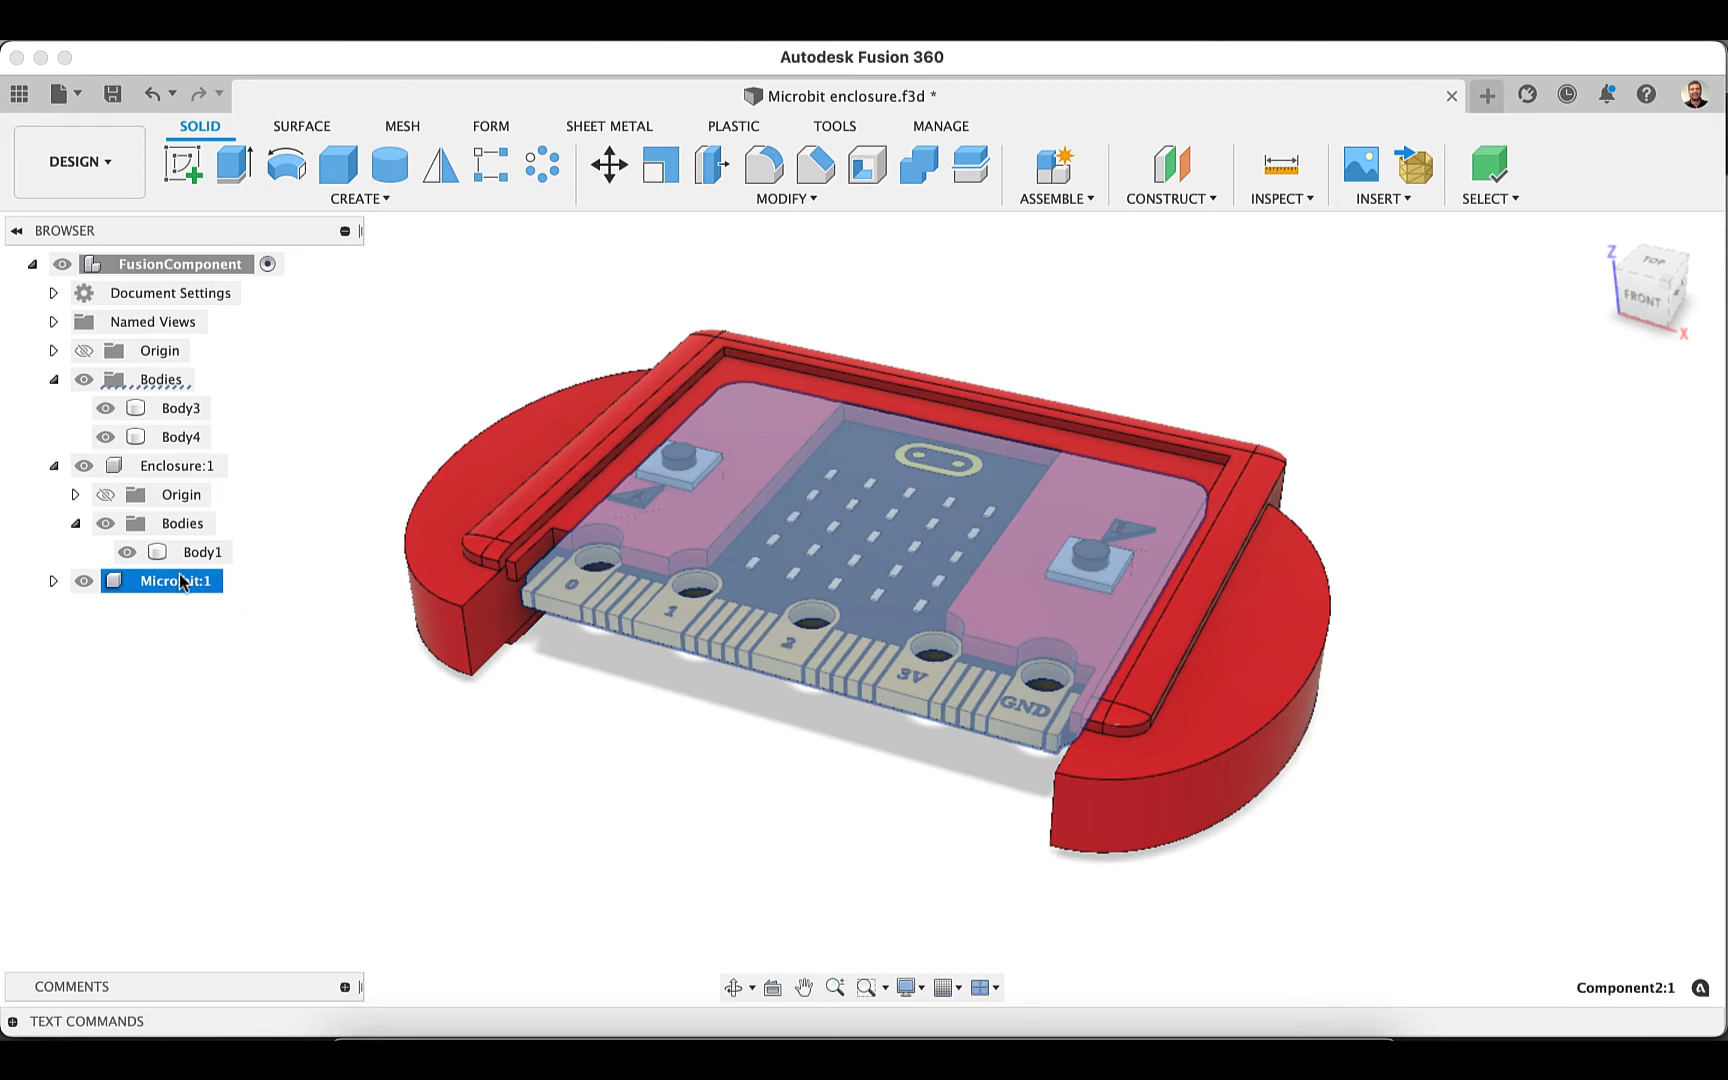 Autodesk Fusion 360
Microbit enclosure.f3d *
SOLID SURFACE MESH FORM SHEET METAL PLASTIC TOOLS MANAGE
DESIGN
CREATE MODIFY ASSEMBLE CONSTRUCT INSPECT INSERT SELECT
BROWSER
FusionComponent
Document Settings
Named Views
Origin
Bodies
Body3
Body4
Enclosure:1
Origin
Bodies
Body1
TOP
FRONT
Z
X
A
0
1
2
3V
GND
COMMENTS
Component2:1
TEXT COMMANDS